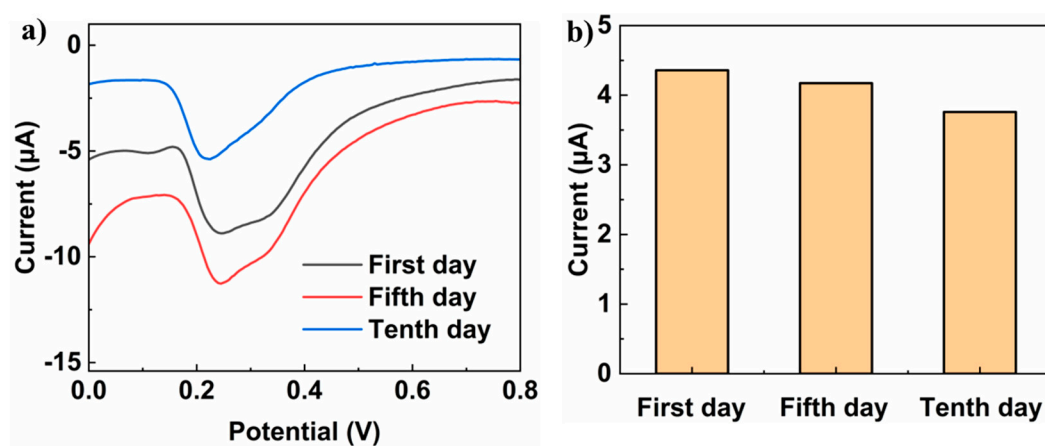 a)
0
-5
-10
-15
Current (µA)
First day
Fifth day
Tenth day
0.0 0.2 0.4 0.6 0.8
Potential (V)
b)
5
4
3
2
1
0
Current (µA)
First day Fifth day Tenth day